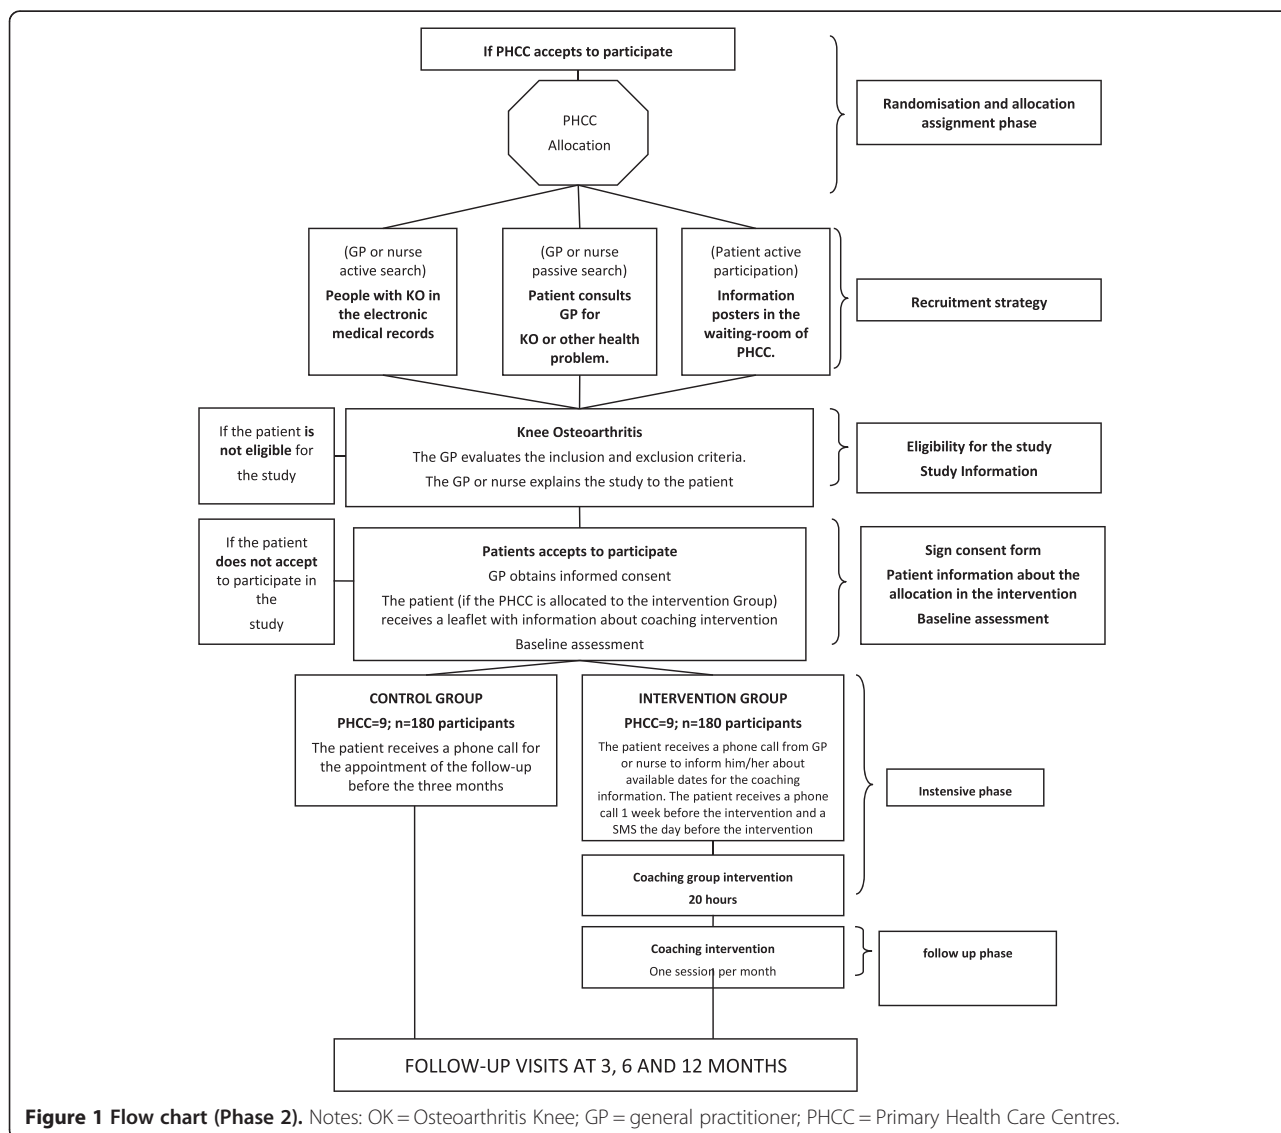 If PHCC accepts to participate
Randomisation and allocation
assignment phase
PHCC
Allocation
(GP or nurse
active search)
People with KO in
the electronic
medical records
(GP or nurse
passive search)
Patient consults
GP for
KO or other health
problem.
(Patient active
participation)
Information
posters in the
waiting-room of
PHCC.
Recruitment strategy
If the patient is
not eligible for
the study
Knee Osteoarthritis
The GP evaluates the inclusion and exclusion criteria.
The GP or nurse explains the study to the patient
Eligibility for the study
Study Information
If the patient
does not accept
to participate in
the
study
Patients accepts to participate
GP obtains informed consent
The patient (if the PHCC is allocated to the intervention Group)
receives a leaflet with information about coaching intervention
Baseline assessment
Sign consent form
Patient information about the
allocation in the intervention
Baseline assessment
CONTROL GROUP
PHCC=9; n=180 participants
The patient receives a phone call for
the appointment of the follow-up
before the three months
INTERVENTION GROUP
PHCC=9; n=180 participants
The patient receives a phone call from GP
or nurse to inform him/her about
available dates for the coaching
information. The patient receives a phone
call 1 week before the intervention and a
SMS the day before the intervention
Instensive phase
Coaching group intervention
20 hours
Coaching intervention
One session per month
follow up phase
FOLLOW-UP VISITS AT 3, 6 AND 12 MONTHS
Figure 1 Flow chart (Phase 2). Notes: OK = Osteoarthritis Knee; GP = general practitioner; PHCC = Primary Health Care Centres.